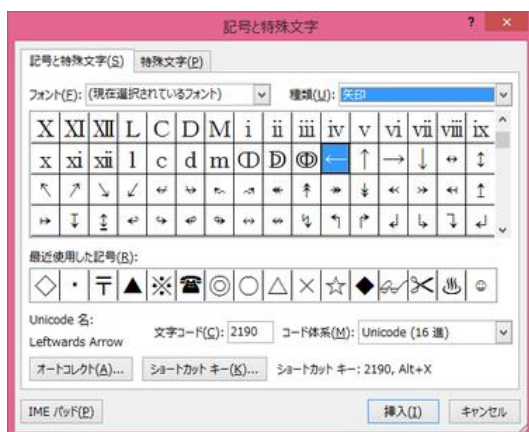 記号と特殊文字
? ×
記号と特殊文字(S) 特殊文字(P)
フォント(F): (現在選択されているフォント) 種類(U): 矢印
Ⅹ Ⅺ Ⅻ Ⅼ Ⅽ Ⅾ Ⅿ ⅰ ⅱ ⅲ ⅳ ⅴ ⅵ ⅶ ⅷ ⅸ
ⅹ ⅺ ⅻ ⅼ ⅽ ⅾ ⅿ ↀ ↁ ↂ ← ↑ → ↓ ↔ ↕
↖ ↗ ↘ ↙ ↚ ↛ ↜ ↝ ↞ ↟ ↠ ↡ ↢ ↣ ↤ ↥
↦ ↧ ↨ ↩ ↪ ↫ ↬ ↭ ↮ ↯ ↰ ↱ ↲ ↳ ↴ ↵
最近使用した記号(R):
◇ ・ 〒 ▲ ※ ☎ ◎ ○ △ × ☆ ◆ ✂ ♨ ☺
Unicode 名:
Leftwards Arrow
文字コード(C): 2190 コード体系(M): Unicode (16 進)
オートコレクト(A)... ショートカット キー(K)... ショートカット キー: 2190, Alt+X
IME パッド(P) 挿入(I) キャンセル